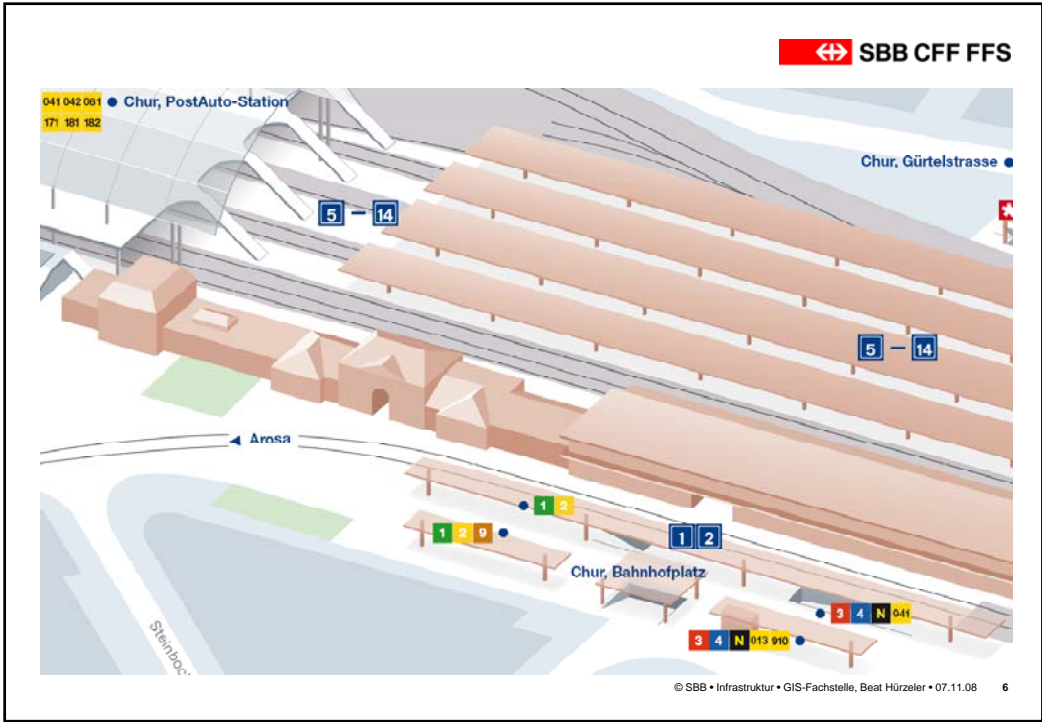 SBB CFF FFS
041 042 081 Chur, PostAuto-Station
171 181 182
Chur, Gürtelstrasse
5 – 14
5 – 14
Arosa
1 2
1 2 9
1 2
Chur, Bahnhofplatz
3 4 N 041
3 4 N 013 910
© SBB • Infrastruktur • GIS-Fachstelle, Beat Hürzeler • 07.11.08 6